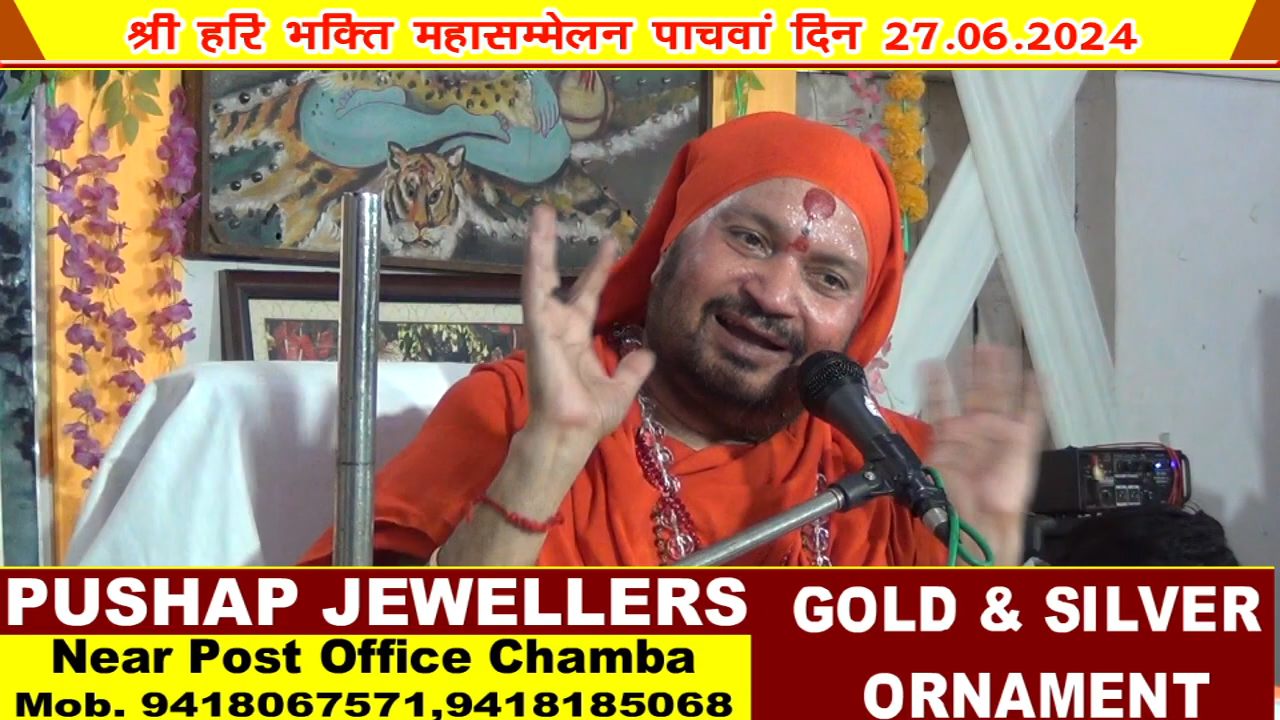 श्री हरि भक्ति महासम्मेलन पाचवां दिन 27.06.2024
PUSHAP JEWELLERS
Near Post Office Chamba
Mob. 9418067571,9418185068
GOLD & SILVER
ORNAMENT